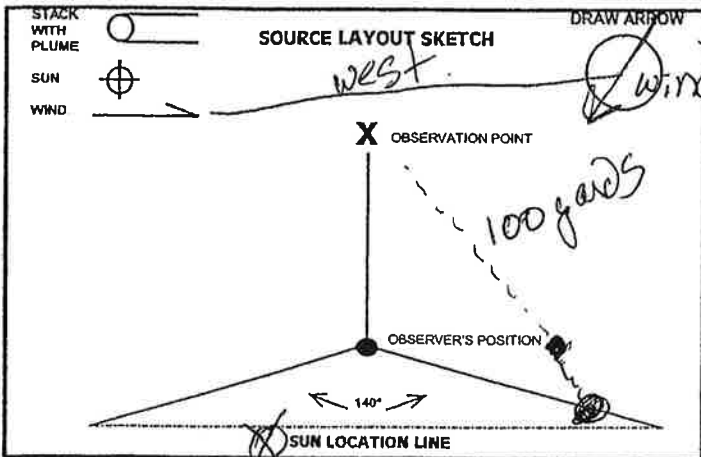 STACK
WITH
PLUME
SOURCE LAYOUT SKETCH
DRAW ARROW
SUN
west.
WIND
X OBSERVATION POINT
100 yards
OBSERVER'S POSITION
140°
SUN LOCATION LINE